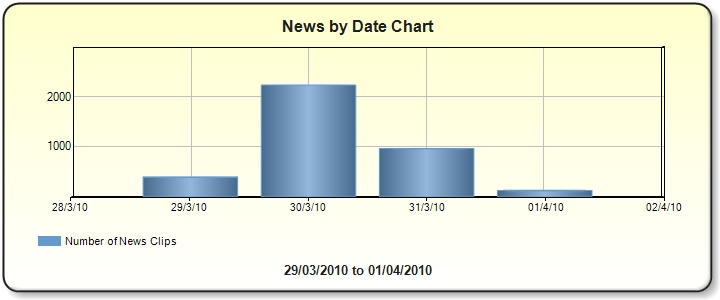 News by Date Chart
2000
1000
28/3/10 29/3/10 30/3/10 31/3/10 01/4/10 02/4/10
Number of News Clips
29/03/2010 to 01/04/2010